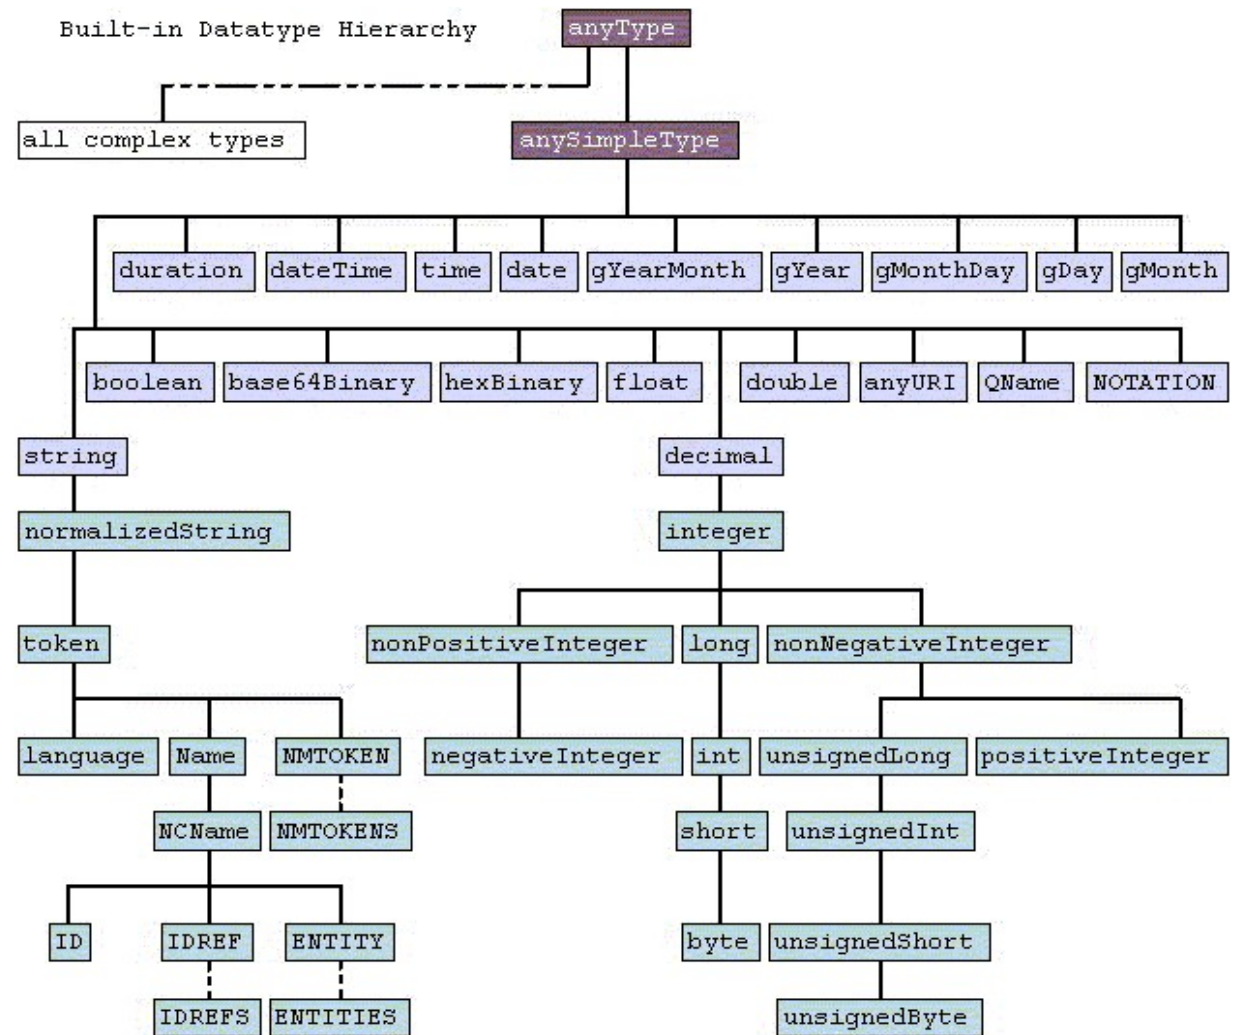 Built-in Datatype Hierarchy anyType
all complex types anySimpleType
duration dateTime time date gYearMonth gYear gMonthDay gDay gMonth
boolean base64Binary hexBinary float double anyURI QName NOTATION
string decimal
normalizedString integer
token nonPositiveInteger long nonNegativeInteger
language Name NMTOKEN negativeInteger int unsignedLong positiveInteger
NCName NMTOKENS short unsignedInt
ID IDREF ENTITY byte unsignedShort
IDREFS ENTITIES unsignedByte